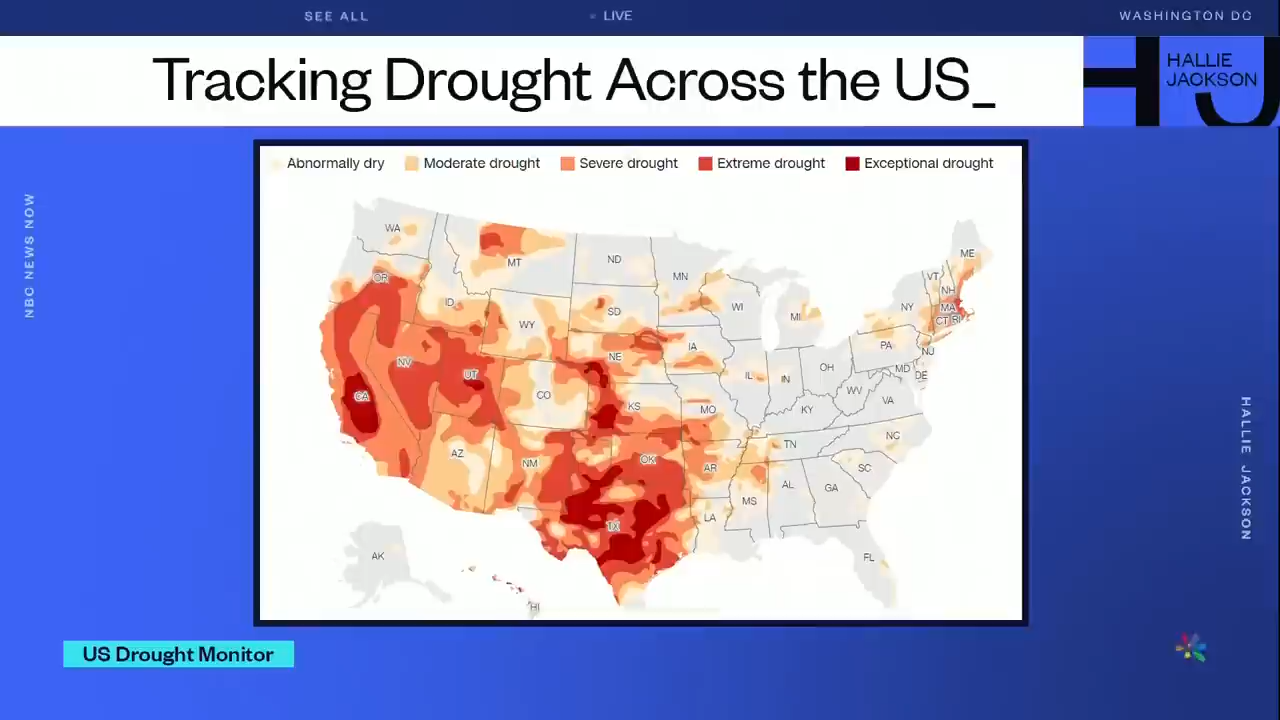 SEE ALL
LIVE
WASHINGTON DC
Tracking Drought Across the US_
HALLIE
JACKSON
Abnormally dry
Moderate drought
Severe drought
Extreme drought
Exceptional drought
NBC NEWS NOW
HALLIE JACKSON
WA
OR
ID
MT
ND
MN
SD
WY
WI
MI
ME
VT
NH
NY
MA
CT
RI
NV
UT
CO
NE
IA
PA
NJ
CA
IL
IN
OH
MD
DE
WV
VA
KS
MO
KY
AZ
NM
OK
AR
TN
NC
SC
MS
AL
GA
TX
LA
FL
AK
HI
US Drought Monitor